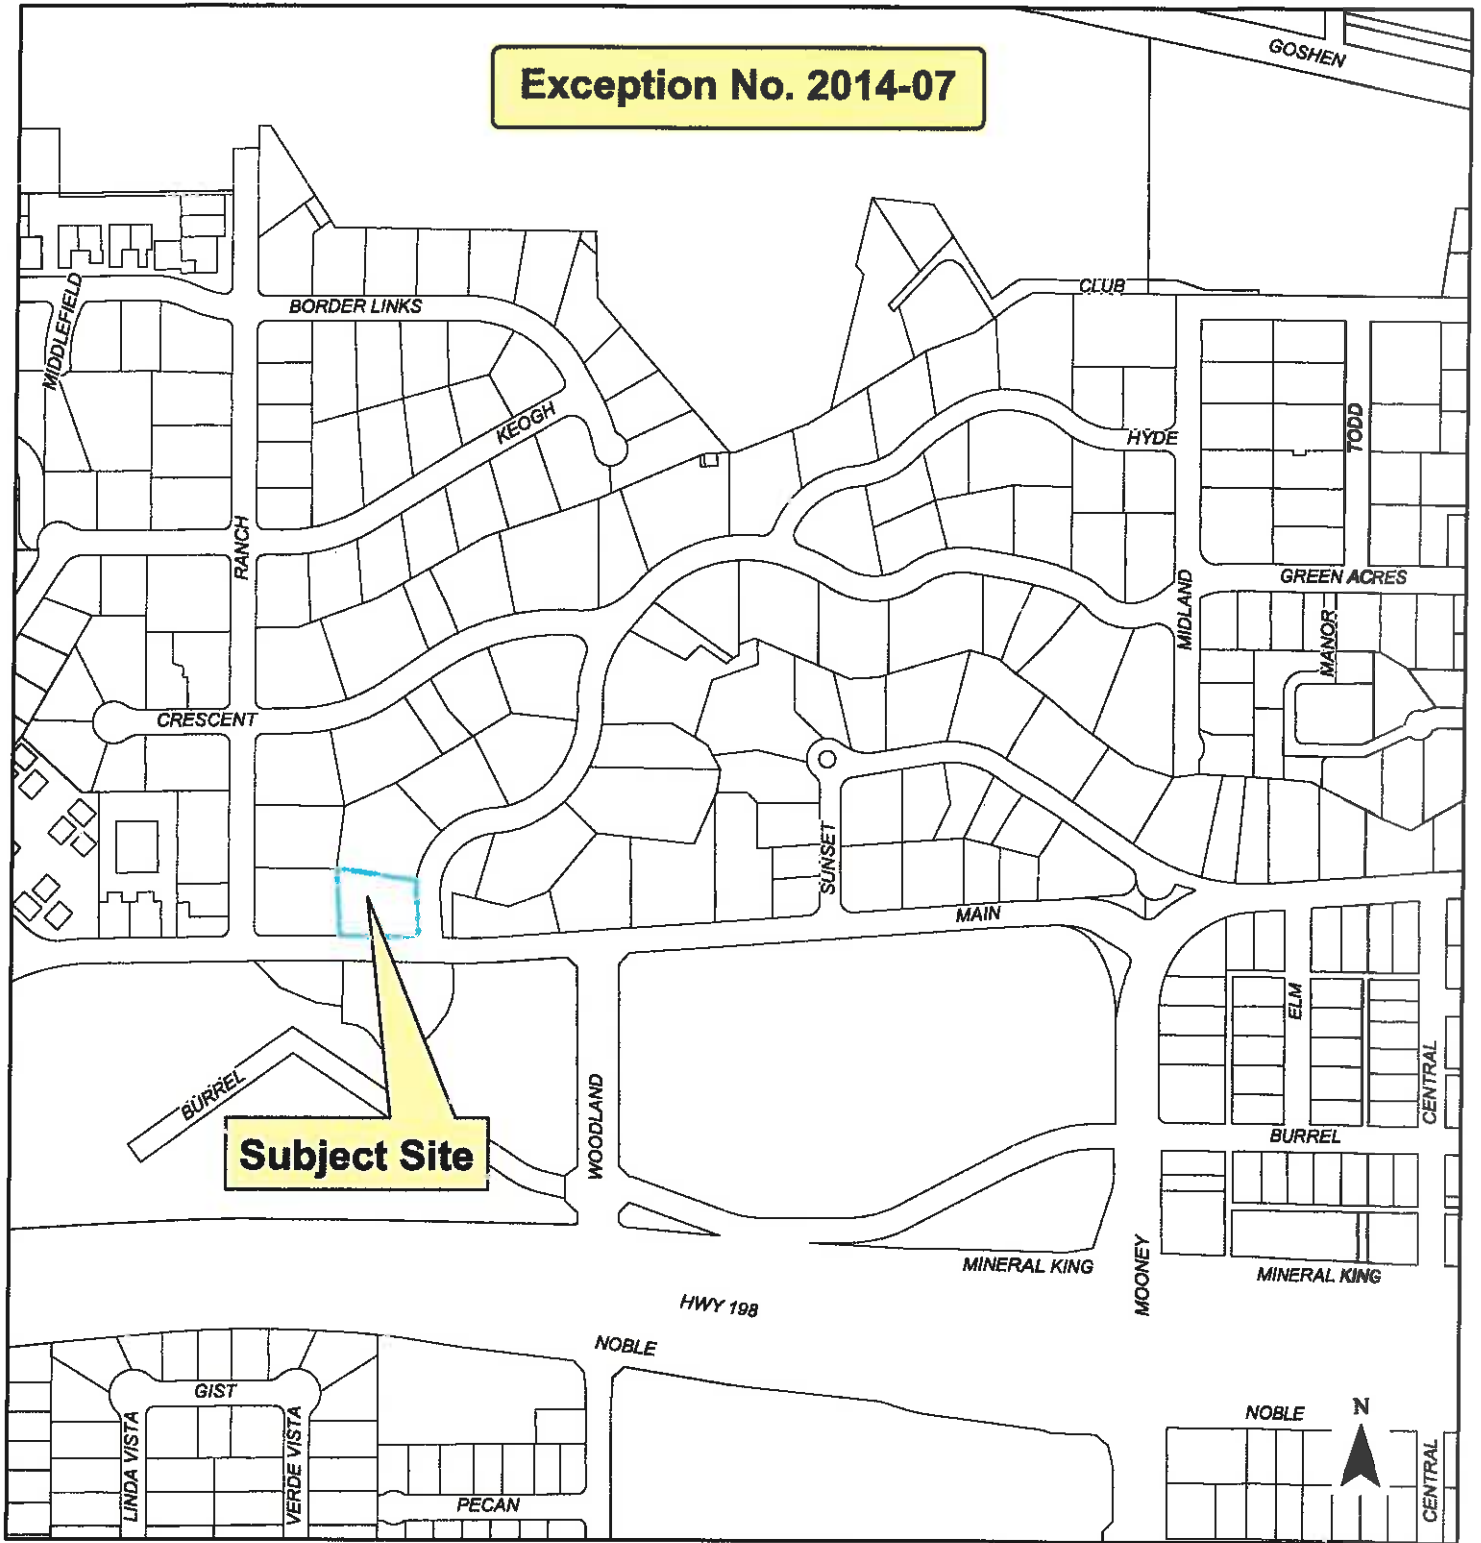 GOSHEN
Exception No. 2014-07
MIDDLEFIELD
BORDER LINKS
CLUB
KEOGH
HYDE
TODD
RANCH
GREEN ACRES
MIDLAND
MANOR
CRESCENT
SUNSET
MAIN
ELM
CENTRAL
BURREL
WOODLAND
BURREL
Subject Site
MINERAL KING
MOONEY
MINERAL KING
HWY 198
NOBLE
GIST
LINDA VISTA
VERDE VISTA
PECAN
NOBLE
N
CENTRAL